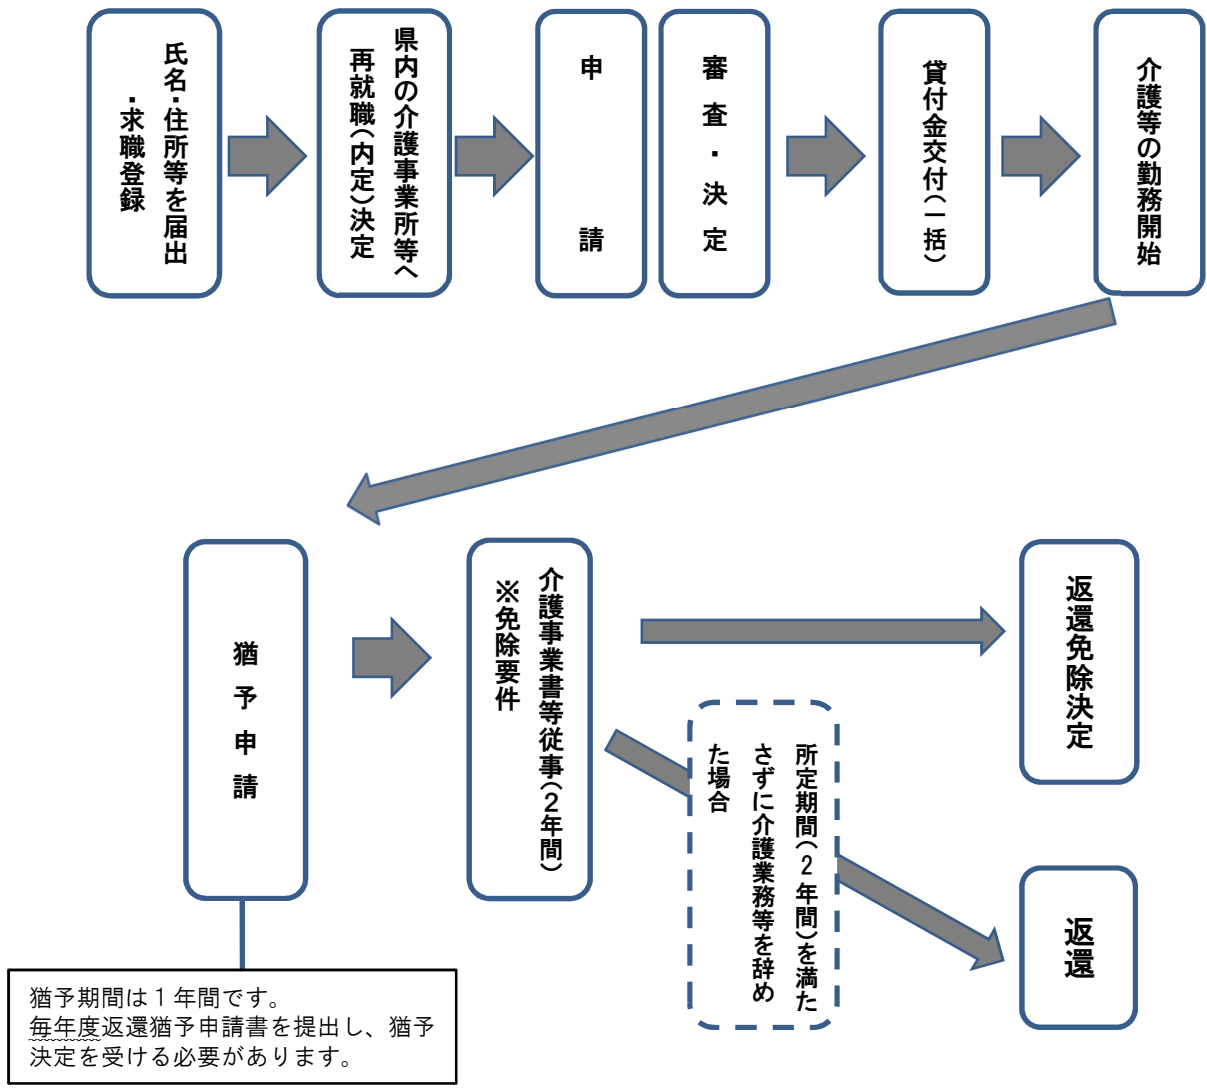 氏名・住所等を届出
・求職登録
県内の介護事業所等へ
再就職(内定)決定
申請
審査・決定
貸付金交付(一括)
介護等の勤務開始
猶予申請
介護事業書等従事(2年間)
※免除要件
返還免除決定
所定期間(2年間)を満た
さずに介護業務等を辞め
た場合
返還
猶予期間は1年間です。
毎年度返還猶予申請書を提出し、猶予
決定を受ける必要があります。